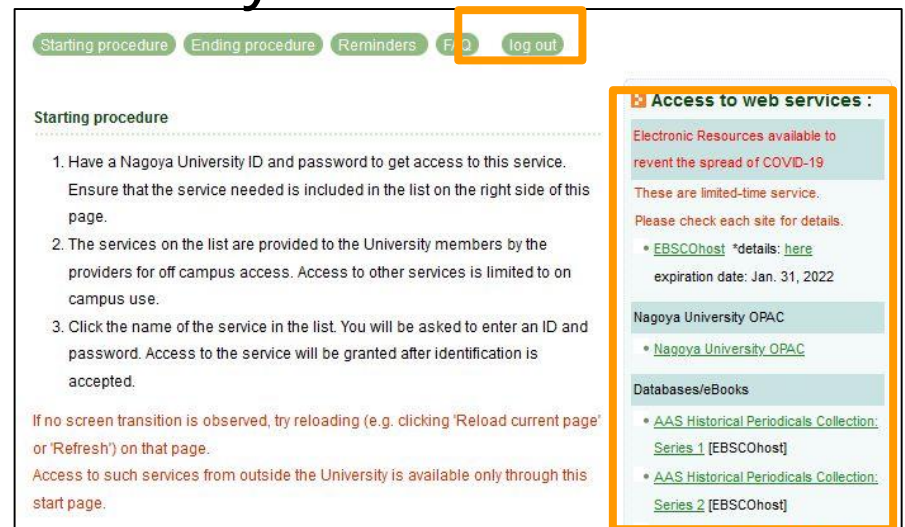 Starting procedure Ending procedure Reminders FAQ log out
Starting procedure
1. Have a Nagoya University ID and password to get access to this service.
Ensure that the service needed is included in the list on the right side of this
page.
2. The services on the list are provided to the University members by the
providers for off campus access. Access to other services is limited to on
campus use.
3. Click the name of the service in the list. You will be asked to enter an ID and
password. Access to the service will be granted after identification is
accepted.
If no screen transition is observed, try reloading (e.g. clicking 'Reload current page'
or 'Refresh') on that page.
Access to such services from outside the University is available only through this
start page.
Access to web services :
Electronic Resources available to
revent the spread of COVID-19
These are limited-time service.
Please check each site for details.
• EBSCOhost *details: here
expiration date: Jan. 31, 2022
Nagoya University OPAC
• Nagoya University OPAC
Databases/eBooks
• AAS Historical Periodicals Collection:
Series 1 [EBSCOhost]
• AAS Historical Periodicals Collection:
Series 2 [EBSCOhost]